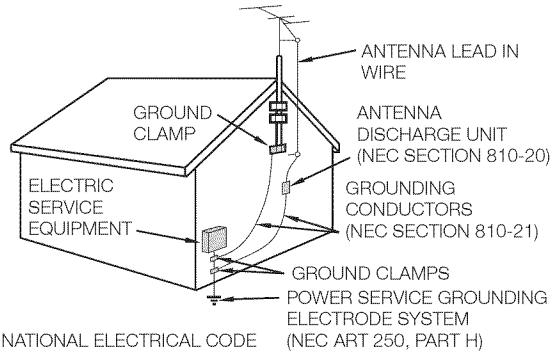 ANTENNA LEAD IN
WIRE
GROUND
CLAMP
ANTENNA
DISCHARGE UNIT
(NEC SECTION 810-20)
ELECTRIC
SERVICE
EQUIPMENT
GROUNDING
CONDUCTORS
(NEC SECTION 810-21)
GROUND CLAMPS
POWER SERVICE GROUNDING
ELECTRODE SYSTEM
(NEC ART 250, PART H)
NATIONAL ELECTRICAL CODE